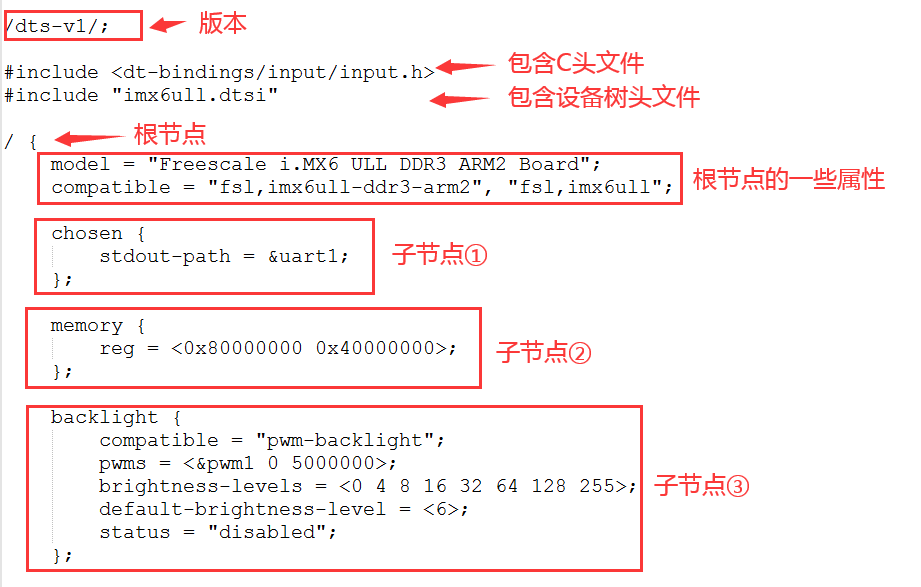 /dts-v1/; 版本
#include <dt-bindings/input/input.h> 包含C头文件
#include "imx6ull.dtsi" 包含设备树头文件
/ { 根节点
model = "Freescale i.MX6 ULL DDR3 ARM2 Board";
compatible = "fsl,imx6ull-ddr3-arm2", "fsl,imx6ull"; 根节点的一些属性
chosen {
stdout-path = &uart1; 子节点①
};
memory {
reg = <0x80000000 0x40000000>; 子节点②
};
backlight {
compatible = "pwm-backlight";
pwms = <&pwm1 0 5000000>;
brightness-levels = <0 4 8 16 32 64 128 255>; 子节点③
default-brightness-level = <6>;
status = "disabled";
};